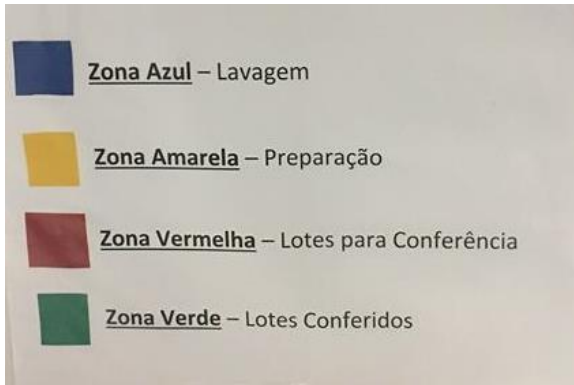 Zona Azul – Lavagem
Zona Amarela – Preparação
Zona Vermelha – Lotes para Conferência
Zona Verde – Lotes Conferidos